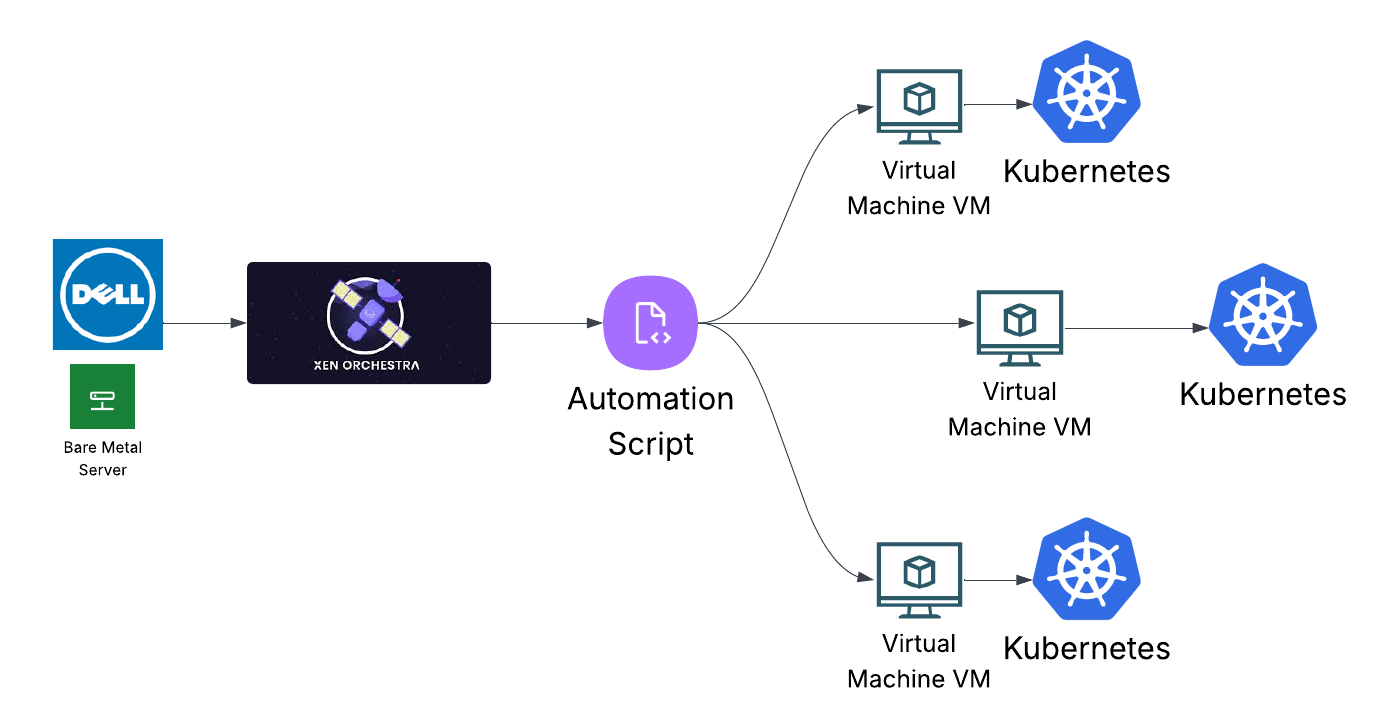 DELL
Bare Metal
Server
XEN ORCHESTRA
Automation
Script
Virtual
Machine VM
Kubernetes
Virtual
Machine VM
Kubernetes
Virtual
Machine VM
Kubernetes